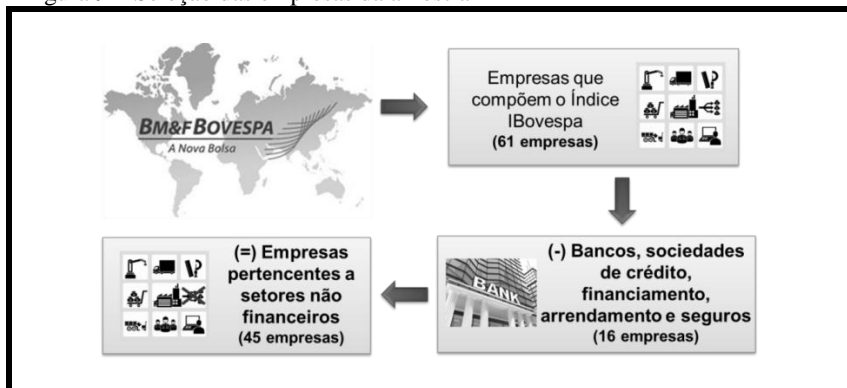 BM&FBOVESPA
A Nova Bolsa
Empresas que
compõem o Índice
IBovespa
(61 empresas)
(-) Bancos, sociedades
de crédito,
financiamento,
arrendamento e seguros
(16 empresas)
BANK
(=) Empresas
pertencentes a
setores não
financeiros
(45 empresas)